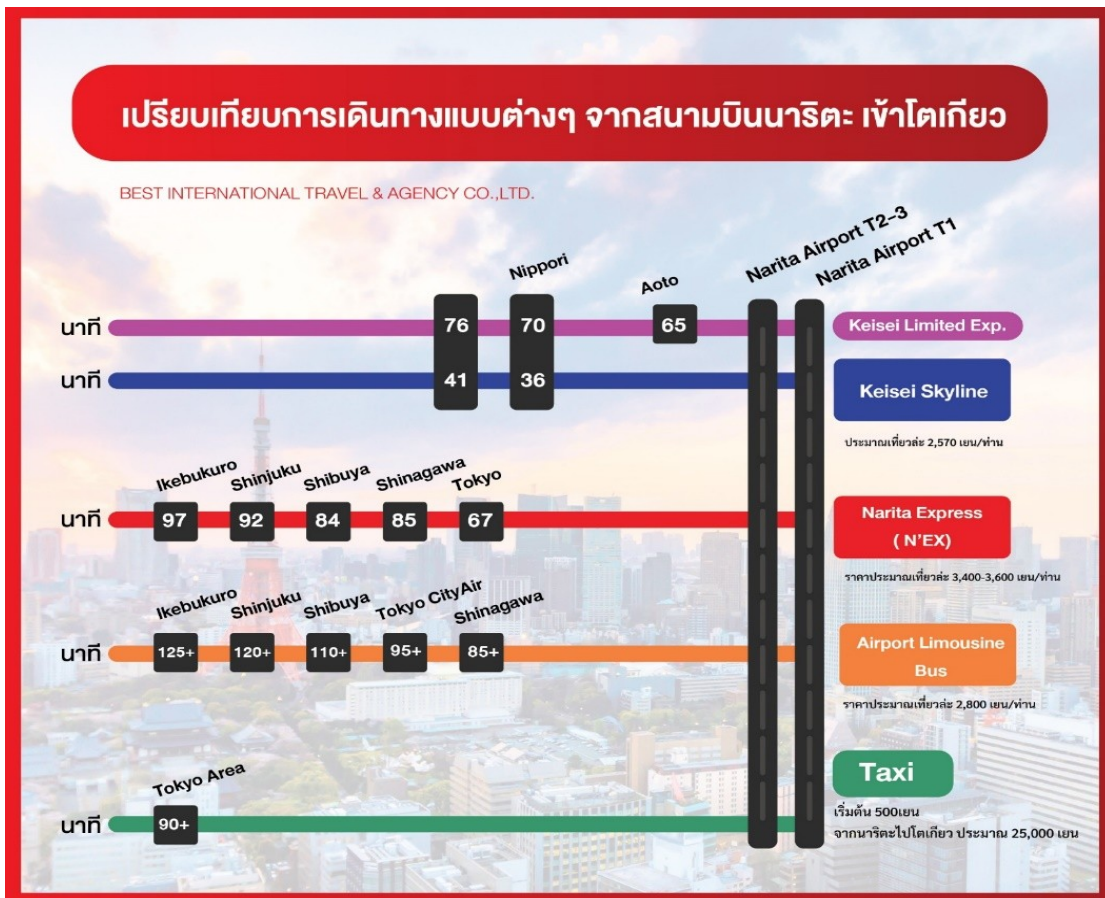 เปรียบเทียบการเดินทางแบบต่างๆ จากสนามบินนาริตะ เข้าโตเกียว
BEST INTERNATIONAL TRAVEL & AGENCY CO.,LTD.
Nippori
Aoto
Narita Airport T2-3
Narita Airport T1
นาที
76
70
65
Keisei Limited Exp.
นาที
41
36
Keisei Skyline
ประมาณเที่ยวล่ะ 2,570 เยน/ท่าน
Ikebukuro
Shinjuku
Shibuya
Shinagawa
Tokyo
นาที
97
92
84
85
67
Narita Express
( N'EX)
ราคาประมาณเที่ยวล่ะ 3,400-3,600 เยน/ท่าน
Ikebukuro
Shinjuku
Shibuya
Tokyo CityAir
Shinagawa
นาที
125+
120+
110+
95+
85+
Airport Limousine
Bus
ราคาประมาณเที่ยวล่ะ 2,800 เยน/ท่าน
Tokyo Area
นาที
90+
Taxi
เริ่มต้น 500เยน
จากนาริตะไปโตเกียว ประมาณ 25,000 เยน